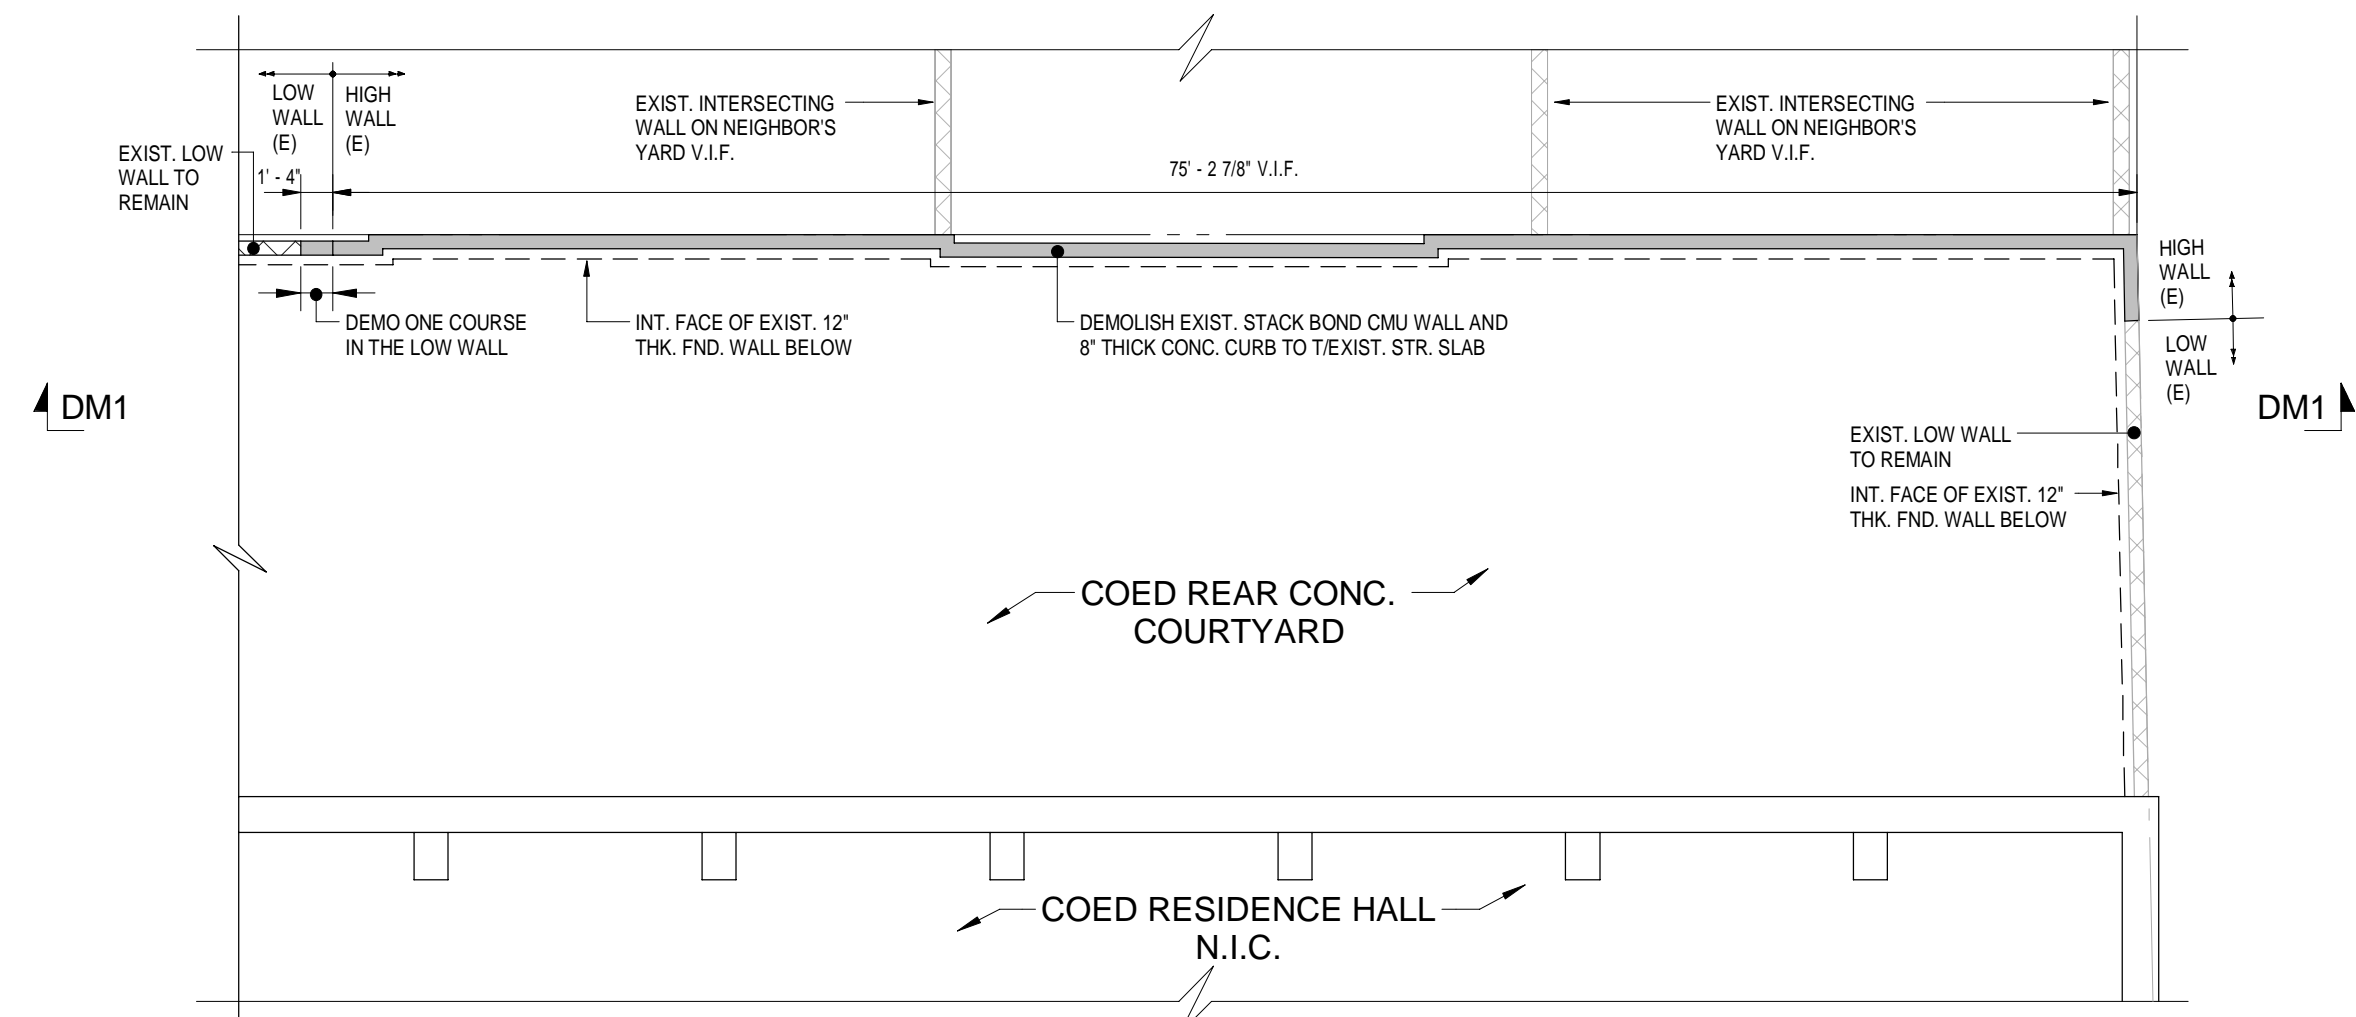 LOW
WALL
(E)
HIGH
WALL
(E)
EXIST. LOW
WALL TO
REMAIN
1' - 4"
EXIST. INTERSECTING
WALL ON NEIGHBOR'S
YARD V.I.F.
75' - 2 7/8" V.I.F.
EXIST. INTERSECTING
WALL ON NEIGHBOR'S
YARD V.I.F.
HIGH
WALL
(E)
LOW
WALL
(E)
DEMO ONE COURSE
IN THE LOW WALL
INT. FACE OF EXIST. 12"
THK. FND. WALL BELOW
DEMOLISH EXIST. STACK BOND CMU WALL AND
8" THICK CONC. CURB TO T/EXIST. STR. SLAB
DM1
DM1
EXIST. LOW WALL
TO REMAIN
INT. FACE OF EXIST. 12"
THK. FND. WALL BELOW
COED REAR CONC.
COURTYARD
COED RESIDENCE HALL
N.I.C.